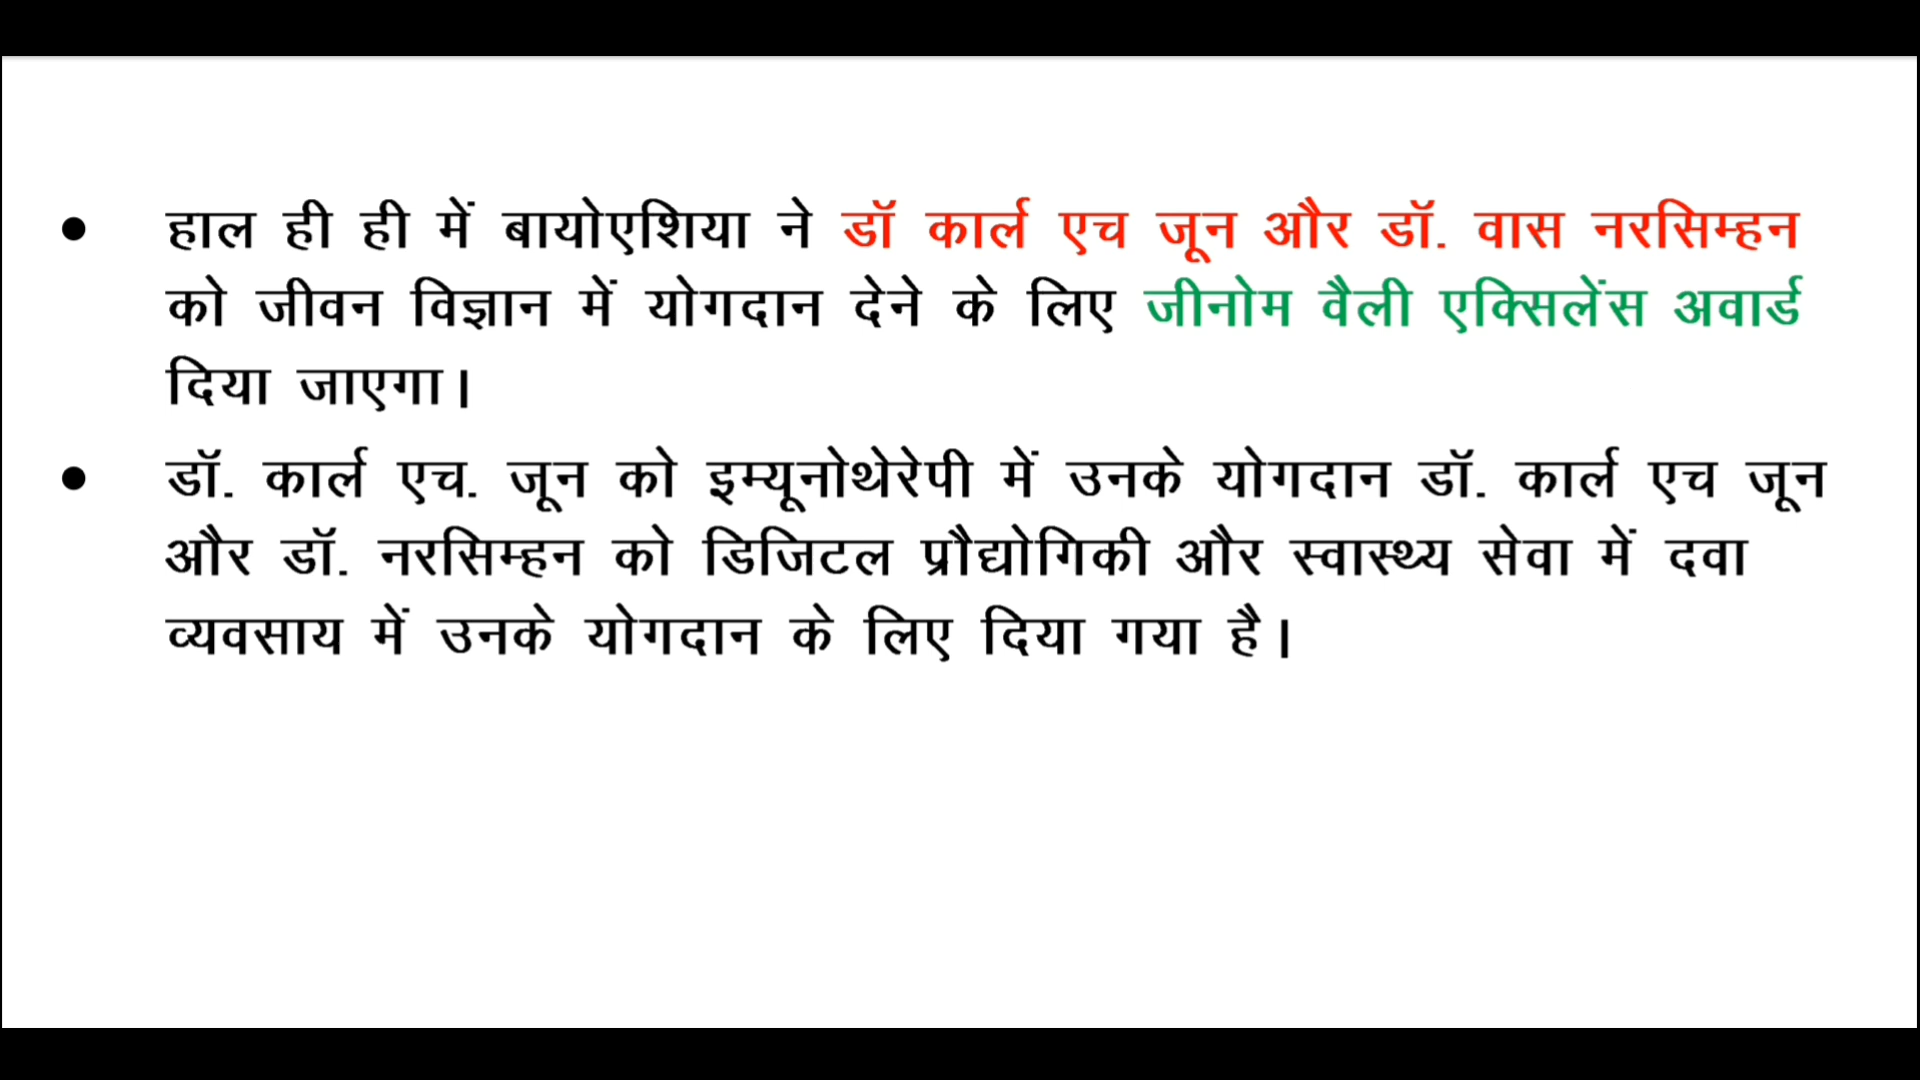 • हाल ही ही में बायोएशिया ने डॉ कार्ल एच जून और डॉ. वास नरसिम्हन
को जीवन विज्ञान में योगदान देने के लिए जीनोम वैली एक्सिलेंस अवार्ड
दिया जाएगा।
• डॉ. कार्ल एच. जून को इम्यूनोथेरेपी में उनके योगदान डॉ. कार्ल एच जून
और डॉ. नरसिम्हन को डिजिटल प्रौद्योगिकी और स्वास्थ्य सेवा में दवा
व्यवसाय में उनके योगदान के लिए दिया गया है।